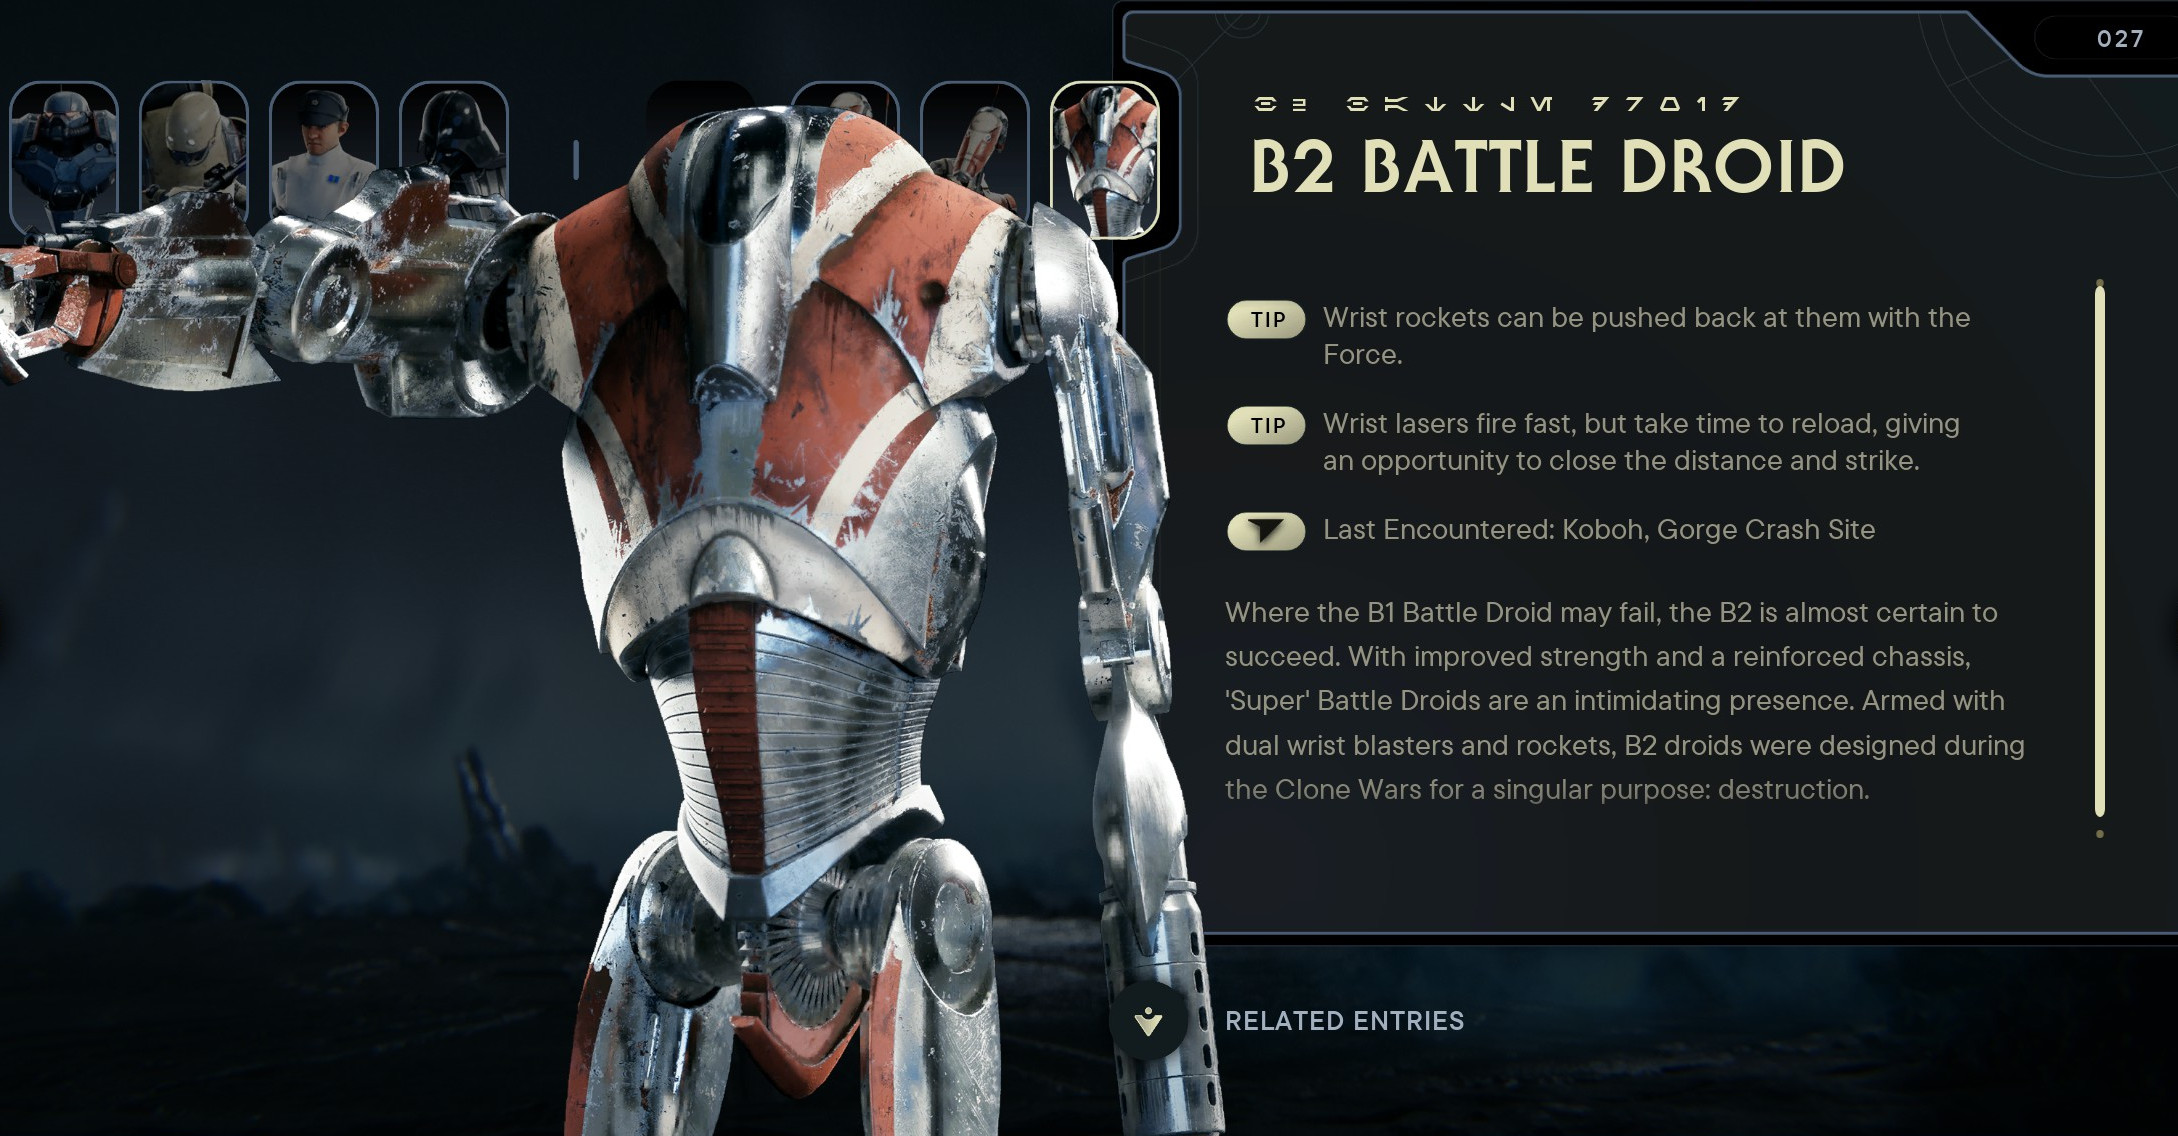 027
B2 BATTLE DROID
TIP Wrist rockets can be pushed back at them with the
Force.
TIP Wrist lasers fire fast, but take time to reload, giving
an opportunity to close the distance and strike.
Last Encountered: Koboh, Gorge Crash Site
Where the B1 Battle Droid may fail, the B2 is almost certain to
succeed. With improved strength and a reinforced chassis,
'Super' Battle Droids are an intimidating presence. Armed with
dual wrist blasters and rockets, B2 droids were designed during
the Clone Wars for a singular purpose: destruction.
RELATED ENTRIES